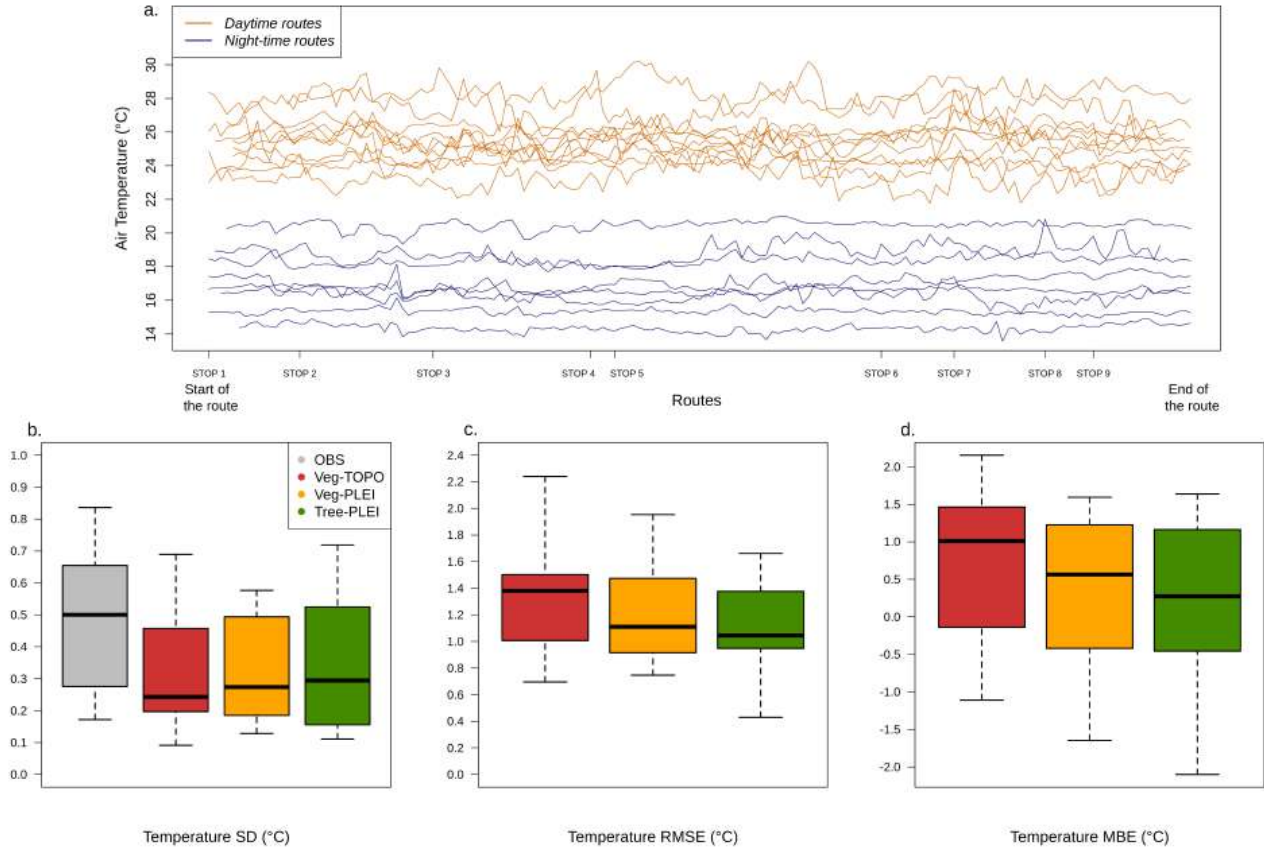 a.
Daytime routes
Night-time routes
Air Temperature (°C)
30
28
26
24
22
20
18
16
14
STOP 1 STOP 2 STOP 3 STOP 4 STOP 5 STOP 6 STOP 7 STOP 8 STOP 9
Start of
the route
Routes
End of
the route
b.
1.0
0.9
0.8
0.7
0.6
0.5
0.4
0.3
0.2
0.1
0.0
OBS
Veg-TOPO
Veg-PLEI
Tree-PLEI
Temperature SD (°C)
c.
2.4
2.2
2.0
1.8
1.6
1.4
1.2
1.0
0.8
0.6
0.4
0.2
0.0
Temperature RMSE (°C)
d.
2.0
1.5
1.0
0.5
0.0
-0.5
-1.0
-1.5
-2.0
Temperature MBE (°C)